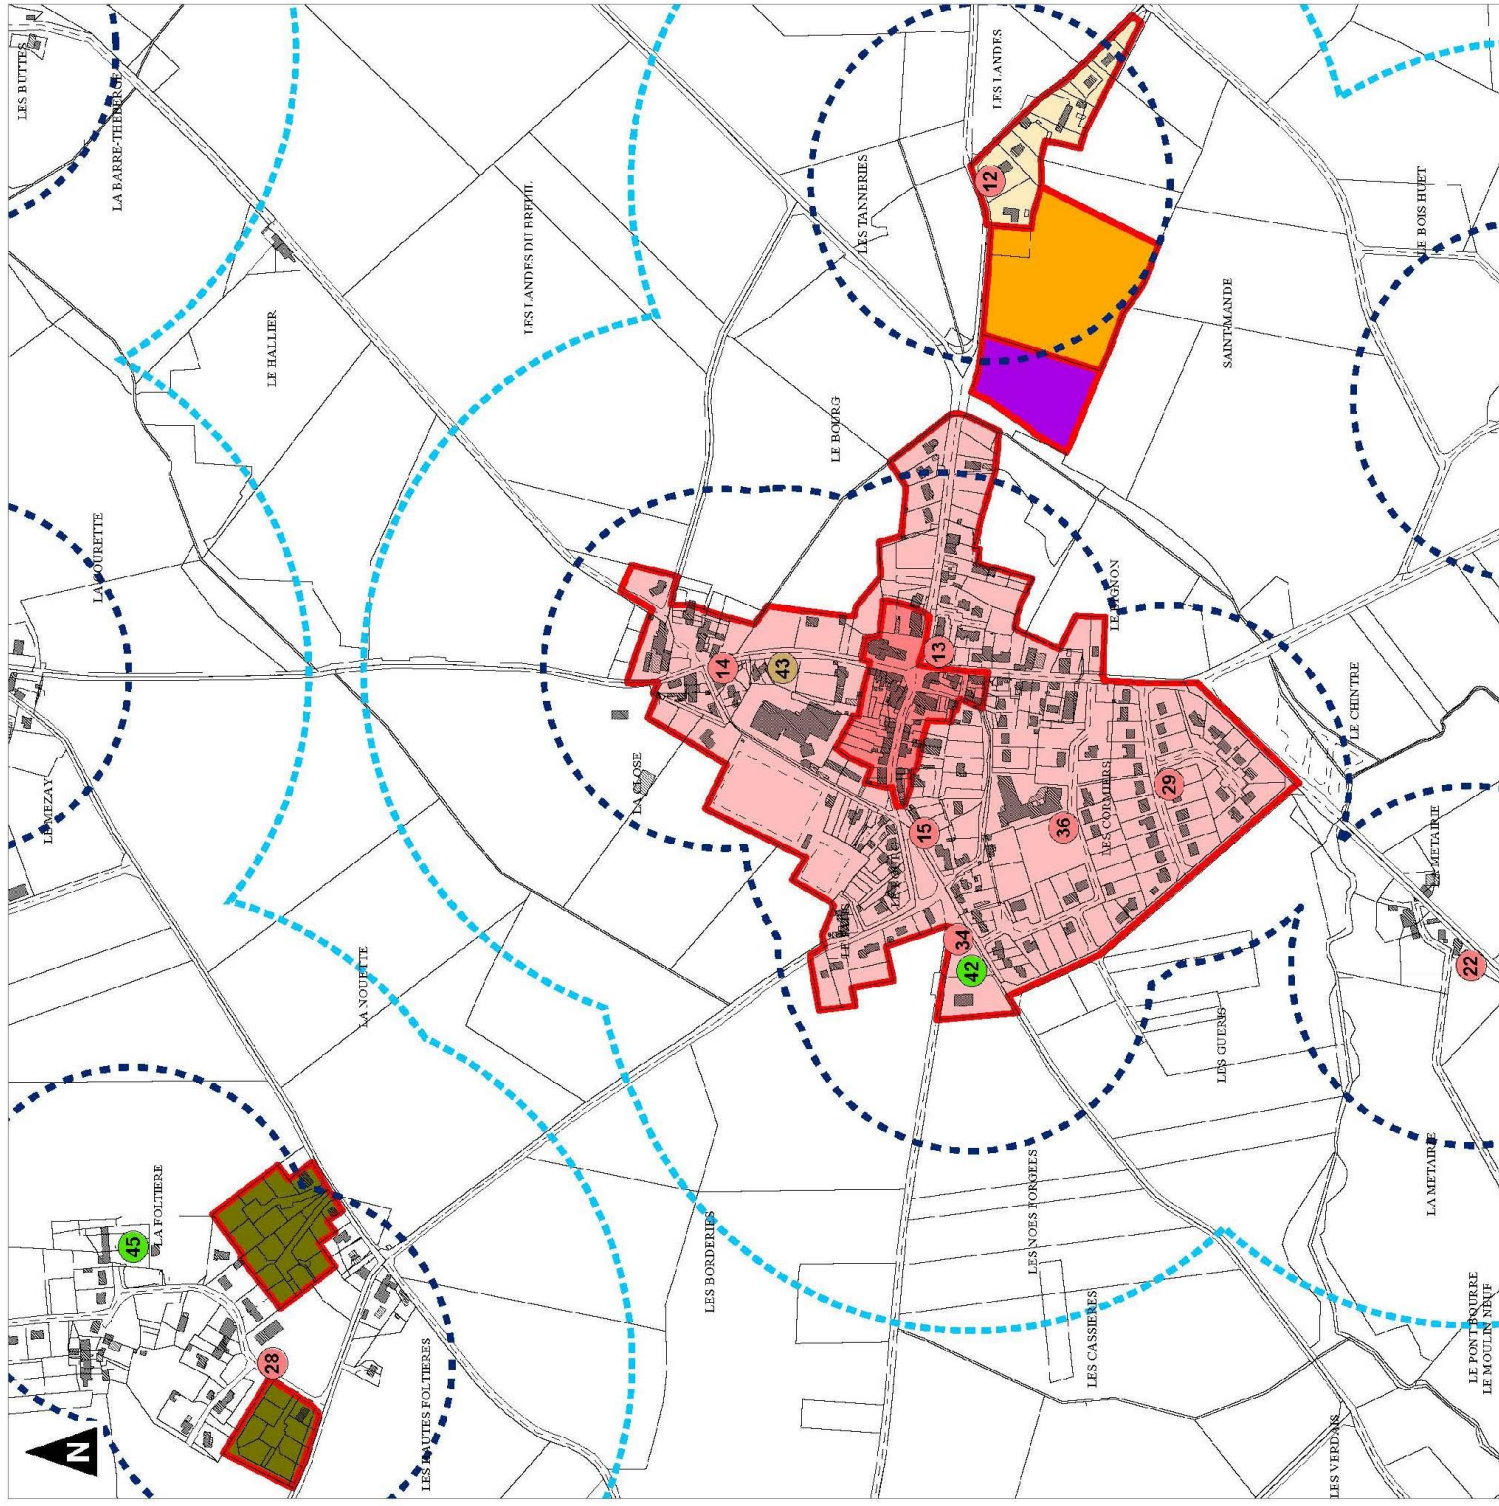 LES BUTTES
LA BARRE-THEBERGE
LE HALLIER
LES LANDES DU BREUIL
LES TANNERIES
LES LANDES
12
LE BOIS HUET
SAINT-MANDE
LE BOURG
LA GOURETTE
LE MEZAY
LA CLOSE
14
43
13
LE PIGNON
15
36
LES CORMIERS
29
LE CHINTRE
LA METAIRIE
22
34
42
LA NOUETTE
LES GUERIS
LA FOLTIERE
45
28
N
LES HAUTES FOLTIERES
LES BORDERIES
LES NOES FORGEES
LES CASSIERES
LA METAIRIE
LE PONT BOURRE
LE MOULIN NEUF
LES VERDAIS